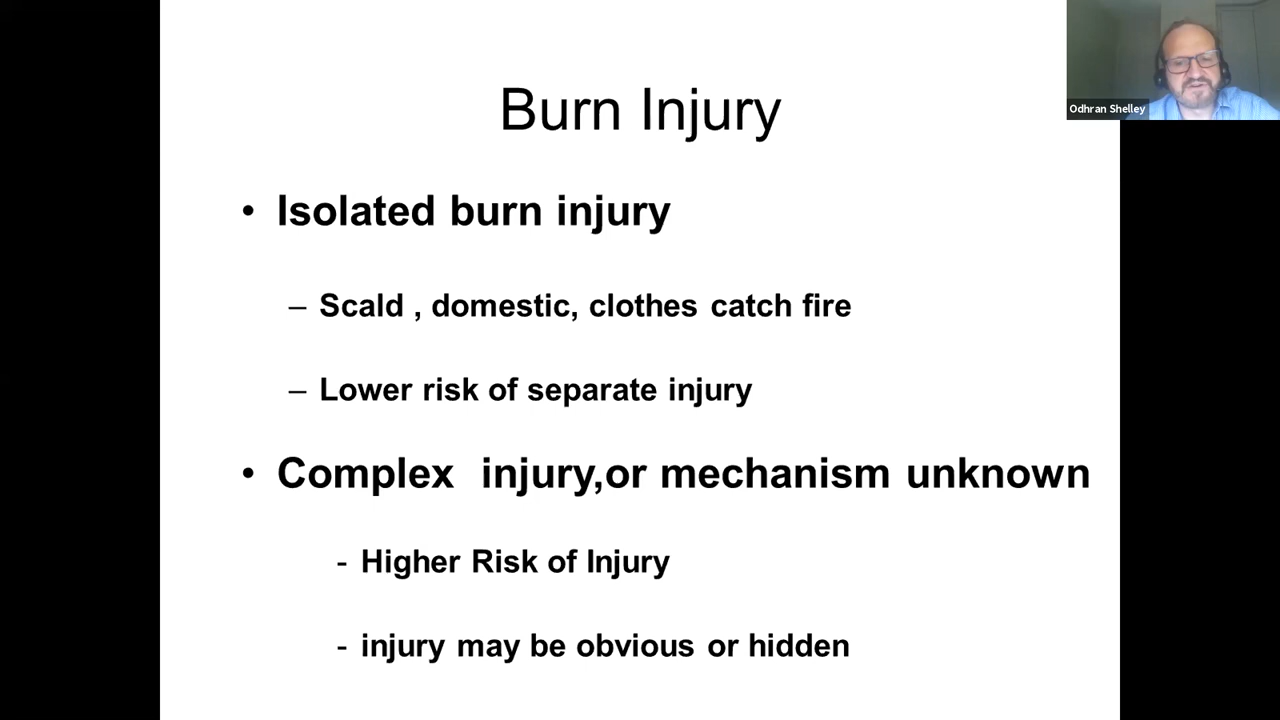 Odhran Shelley
Burn Injury
• Isolated burn injury
– Scald , domestic, clothes catch fire
– Lower risk of separate injury
• Complex injury,or mechanism unknown
- Higher Risk of Injury
- injury may be obvious or hidden